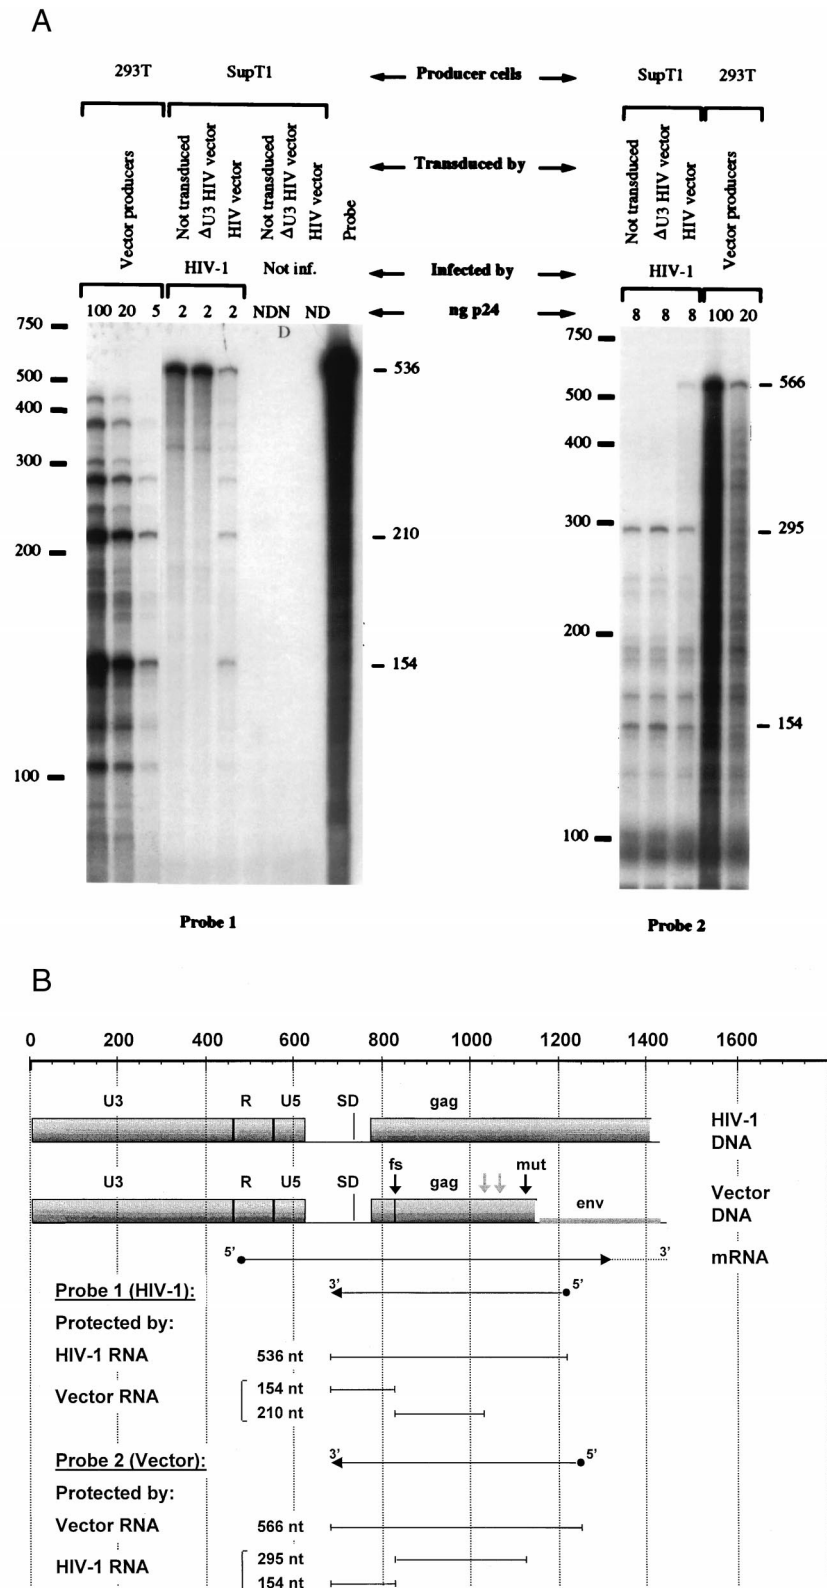 A
293T SupT1 Producer cells SupT1 293T
Vector producers Not transduced ΔU3 HIV vector HIV vector Not transduced ΔU3 HIV vector HIV vector Probe Transduced by Not transduced ΔU3 HIV vector HIV vector Vector producers
HIV-1 Not inf. Infected by HIV-1
100 20 5 2 2 2 NDN ND ng p24 8 8 8 100 20
D
750 500 400 300 200 100
536
210
154
750 500 400 300 200 100
566
295
154
Probe 1 Probe 2
B
0 200 400 600 800 1000 1200 1400 1600
U3 R U5 SD gag
HIV-1
DNA
fs mut
U3 R U5 SD gag env
Vector
DNA
5' 3' mRNA
Probe 1 (HIV-1): 3' 5'
Protected by:
HIV-1 RNA 536 nt
Vector RNA 154 nt
210 nt
Probe 2 (Vector): 3' 5'
Protected by:
Vector RNA 566 nt
HIV-1 RNA 295 nt
154 nt